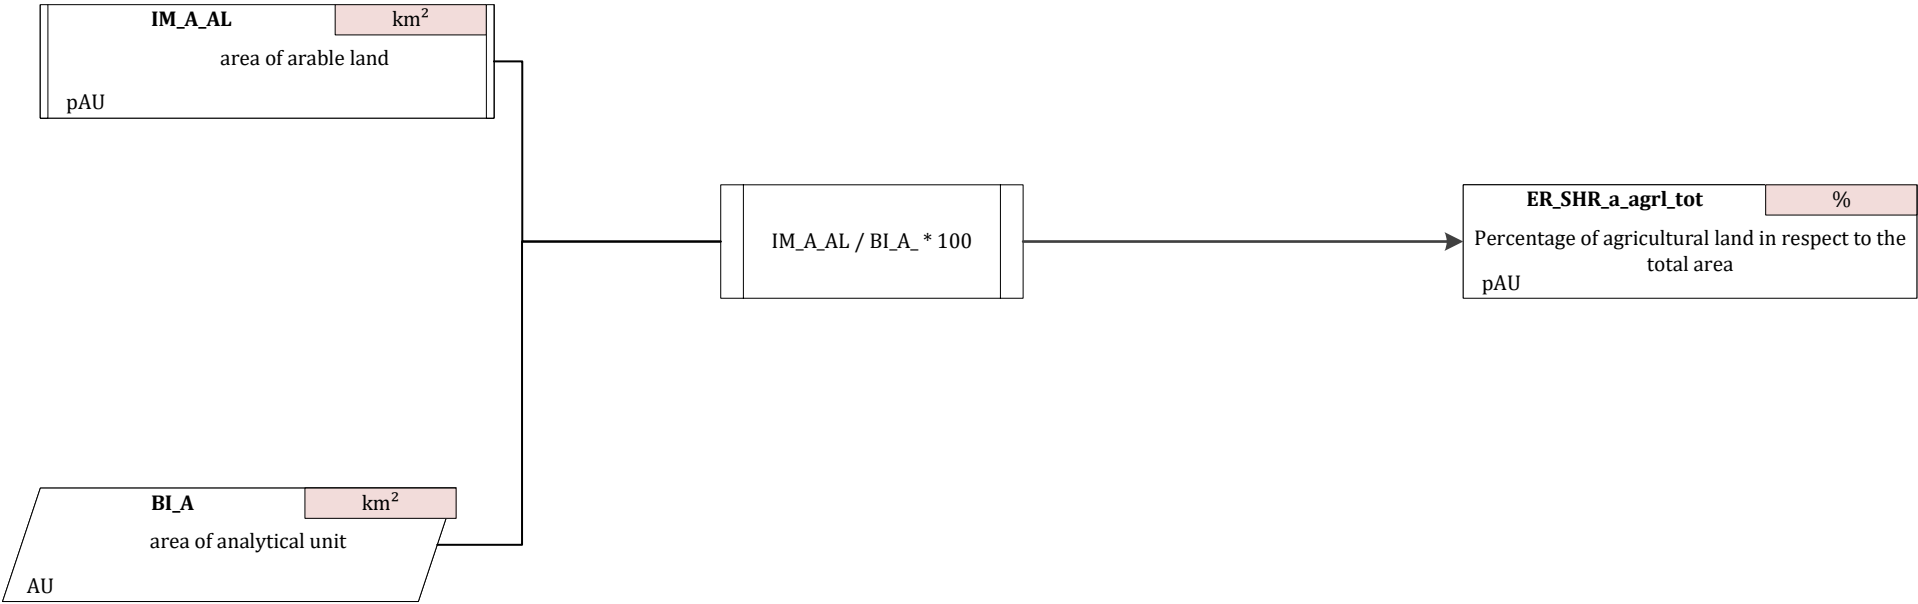 IM_A_AL
km²
area of arable land
pAU
IM_A_AL / BI_A_ * 100
ER_SHR_a_agrl_tot
%
Percentage of agricultural land in respect to the
total area
pAU
BI_A
km²
area of analytical unit
AU